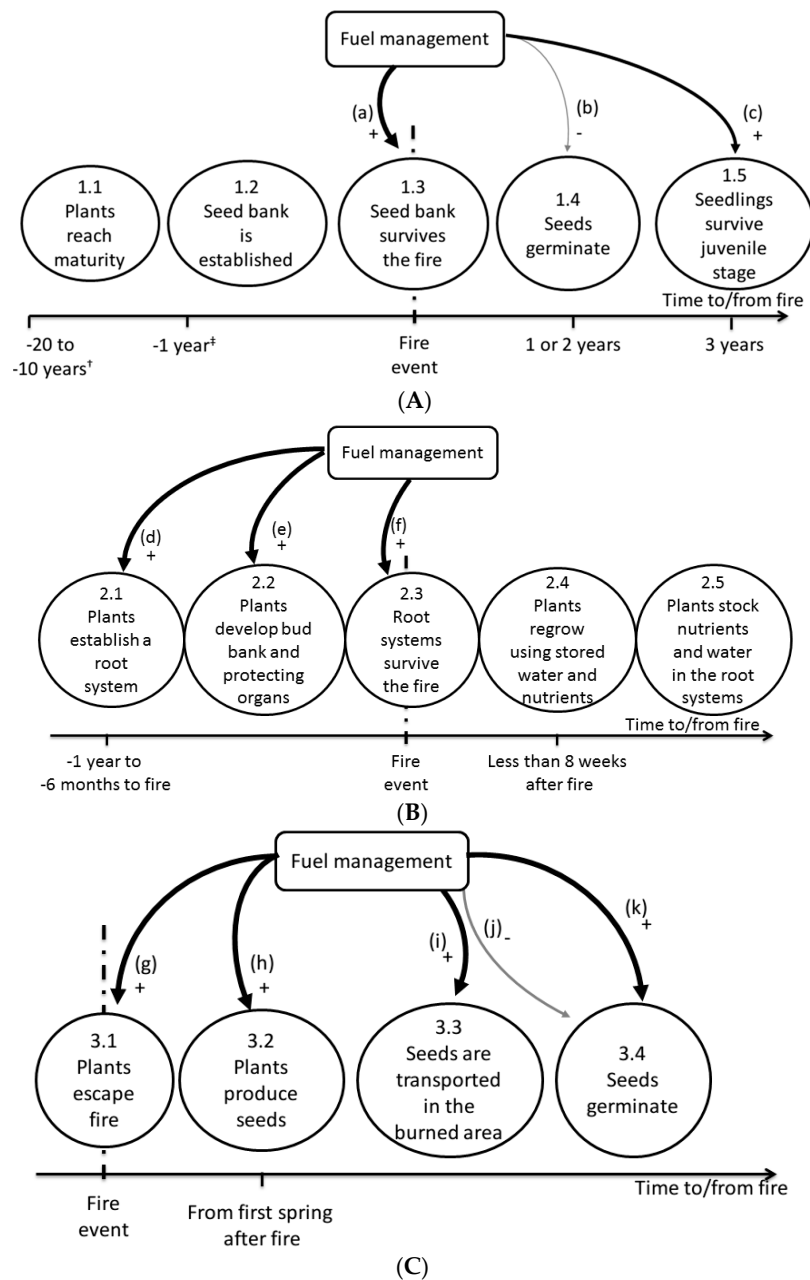 Fuel management
(a)
+
(b)
-
(c)
+
1.1
Plants
reach
maturity
1.2
Seed bank
is
established
1.3
Seed bank
survives
the fire
1.4
Seeds
germinate
1.5
Seedlings
survive
juvenile
stage
Time to/from fire
-20 to
-10 years†
-1 year‡
Fire
event
1 or 2 years
3 years
(A)
Fuel management
(d)
+
(e)
+
(f)
+
2.1
Plants
establish a
root
system
2.2
Plants
develop bud
bank and
protecting
organs
2.3
Root
systems
survive
the fire
2.4
Plants
regrow
using stored
water and
nutrients
2.5
Plants stock
nutrients
and water
in the root
systems
Time to/from fire
-1 year to
-6 months to fire
Fire
event
Less than 8 weeks
after fire
(B)
Fuel management
(g)
+
(h)
+
(i)
+
(j)
-
(k)
+
3.1
Plants
escape
fire
3.2
Plants
produce
seeds
3.3
Seeds are
transported
in the
burned area
3.4
Seeds
germinate
Time to/from fire
Fire
event
From first spring
after fire
(C)